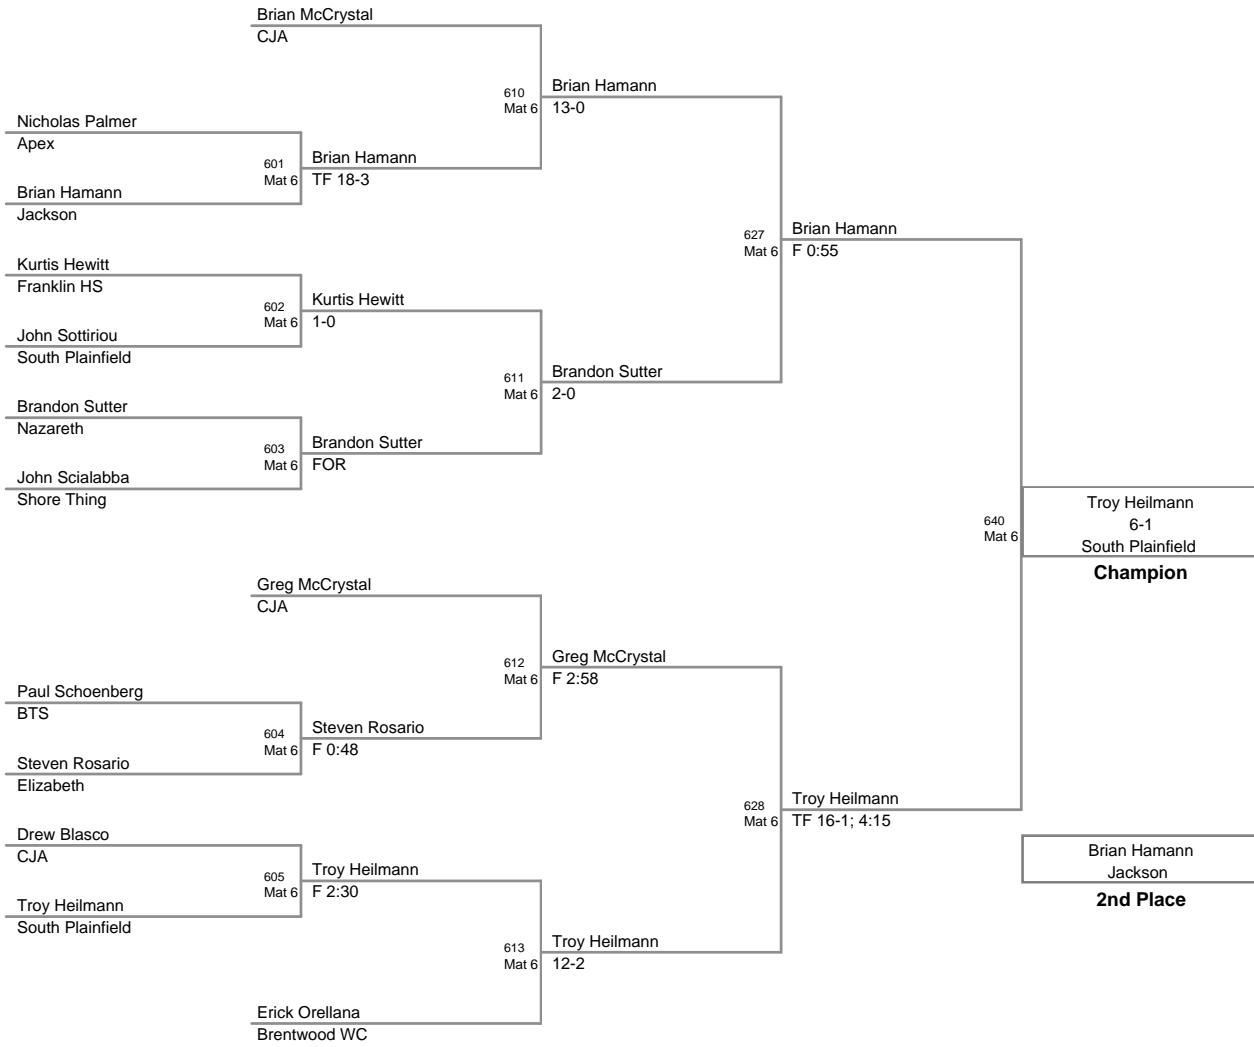 Brian McCrystal
CJA
610
Mat 6
Brian Hamann
13-0
Nicholas Palmer
Apex
601
Mat 6
Brian Hamann
TF 18-3
Brian Hamann
Jackson
627
Mat 6
Brian Hamann
F 0:55
Kurtis Hewitt
Franklin HS
602
Mat 6
Kurtis Hewitt
1-0
John Sottiriou
South Plainfield
611
Mat 6
Brandon Sutter
2-0
Brandon Sutter
Nazareth
603
Mat 6
Brandon Sutter
FOR
John Scialabba
Shore Thing
640
Mat 6
Troy Heilmann
6-1
South Plainfield
Champion
Greg McCrystal
CJA
612
Mat 6
Greg McCrystal
F 2:58
Paul Schoenberg
BTS
604
Mat 6
Steven Rosario
F 0:48
Steven Rosario
Elizabeth
628
Mat 6
Troy Heilmann
TF 16-1; 4:15
Drew Blasco
CJA
605
Mat 6
Troy Heilmann
F 2:30
Troy Heilmann
South Plainfield
Brian Hamann
Jackson
2nd Place
613
Mat 6
Troy Heilmann
12-2
Erick Orellana
Brentwood WC